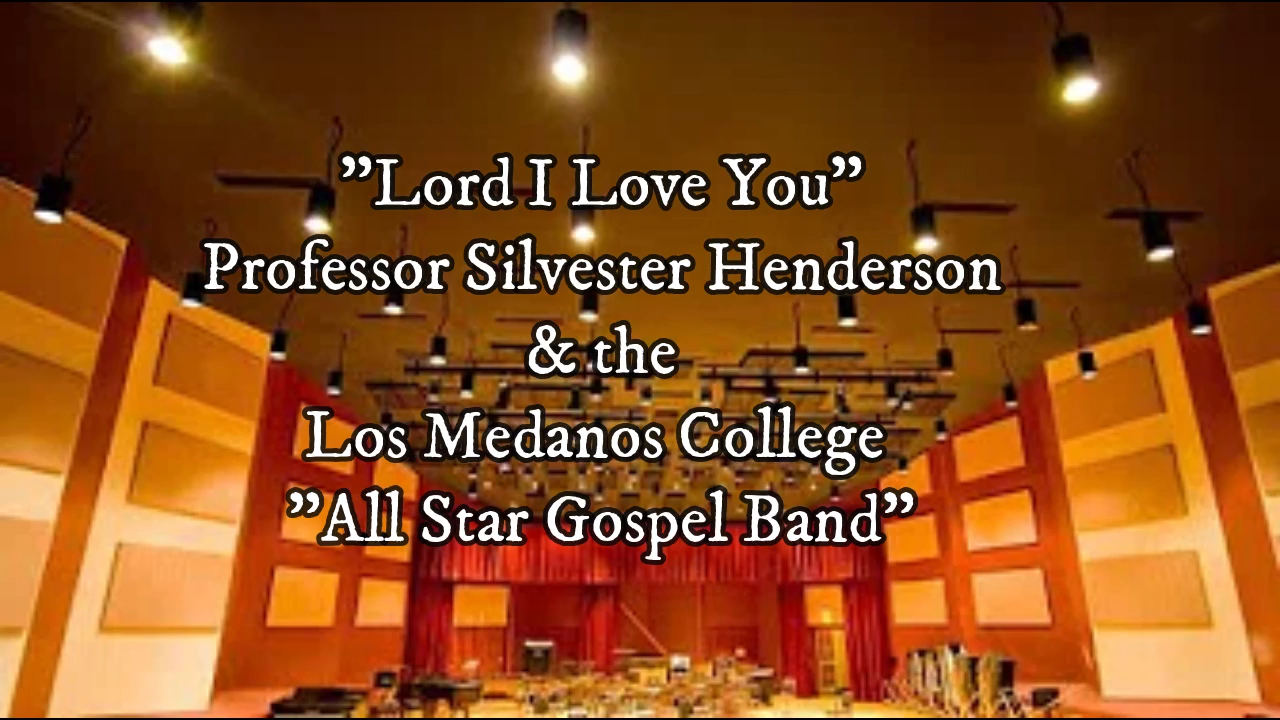 "Lord I Love You"
Professor Silvester Henderson
& the
Los Medanos College
"All Star Gospel Band"